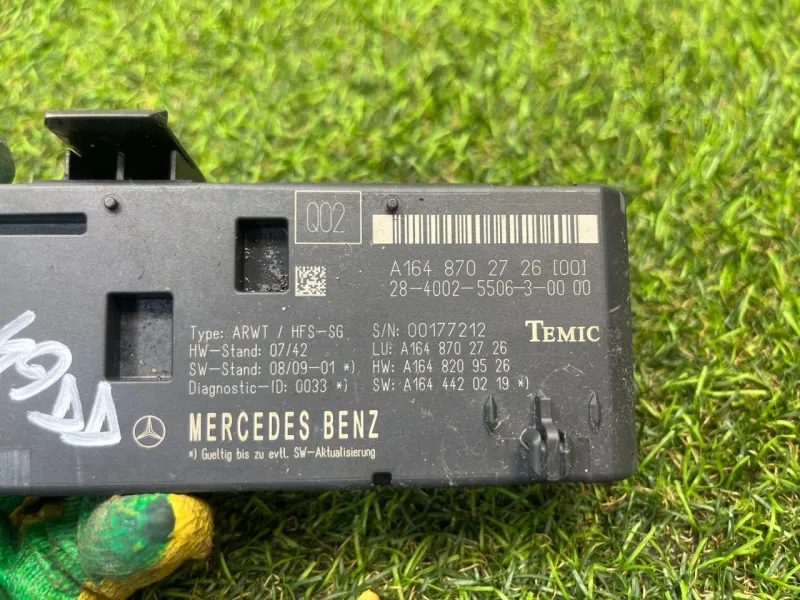 Q02
A164 870 27 26 [00]
28-4002-5506-3-00 00
Type: ARWT / HFS-SG
HW-Stand: 07/42
SW-Stand: 08/09-01 *)
Diagnostic-ID: 0033 *)
S/N: 00177212
LU: A164 870 27 26
HW: A164 820 95 26
SW: A164 442 02 19 *)
TEMIC
MERCEDES BENZ
*) Gueltig bis zu evtl. SW-Aktualisierung